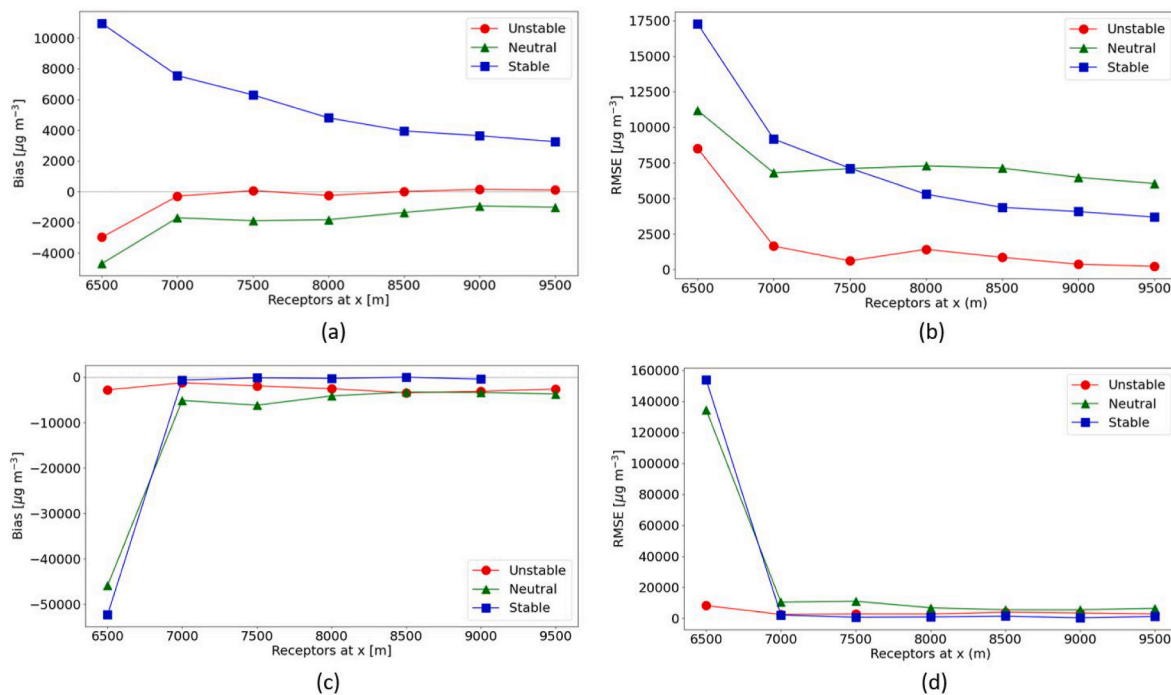 10000
8000
6000
4000
2000
0
−2000
−4000
Bias [μg m⁻³]
Unstable
Neutral
Stable
6500 7000 7500 8000 8500 9000 9500
Receptors at x [m]
(a)
17500
15000
12500
10000
7500
5000
2500
0
RMSE [μg m⁻³]
Unstable
Neutral
Stable
6500 7000 7500 8000 8500 9000 9500
Receptors at x (m)
(b)
0
−10000
−20000
−30000
−40000
−50000
Bias [μg m⁻³]
Unstable
Neutral
Stable
6500 7000 7500 8000 8500 9000 9500
Receptors at x [m]
(c)
160000
140000
120000
100000
80000
60000
40000
20000
0
RMSE [μg m⁻³]
Unstable
Neutral
Stable
6500 7000 7500 8000 8500 9000 9500
Receptors at x (m)
(d)